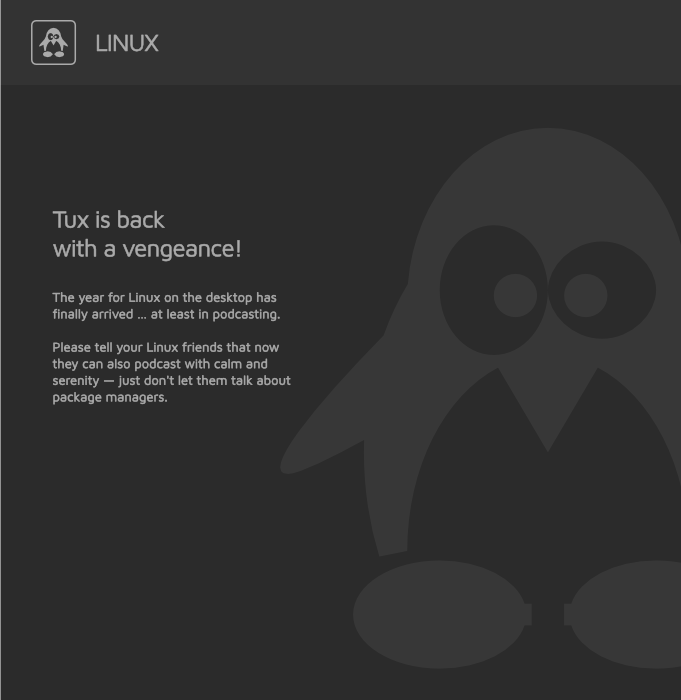 LINUX
Tux is back
with a vengeance!
The year for Linux on the desktop has
finally arrived ... at least in podcasting.
Please tell your Linux friends that now
they can also podcast with calm and
serenity — just don't let them talk about
package managers.